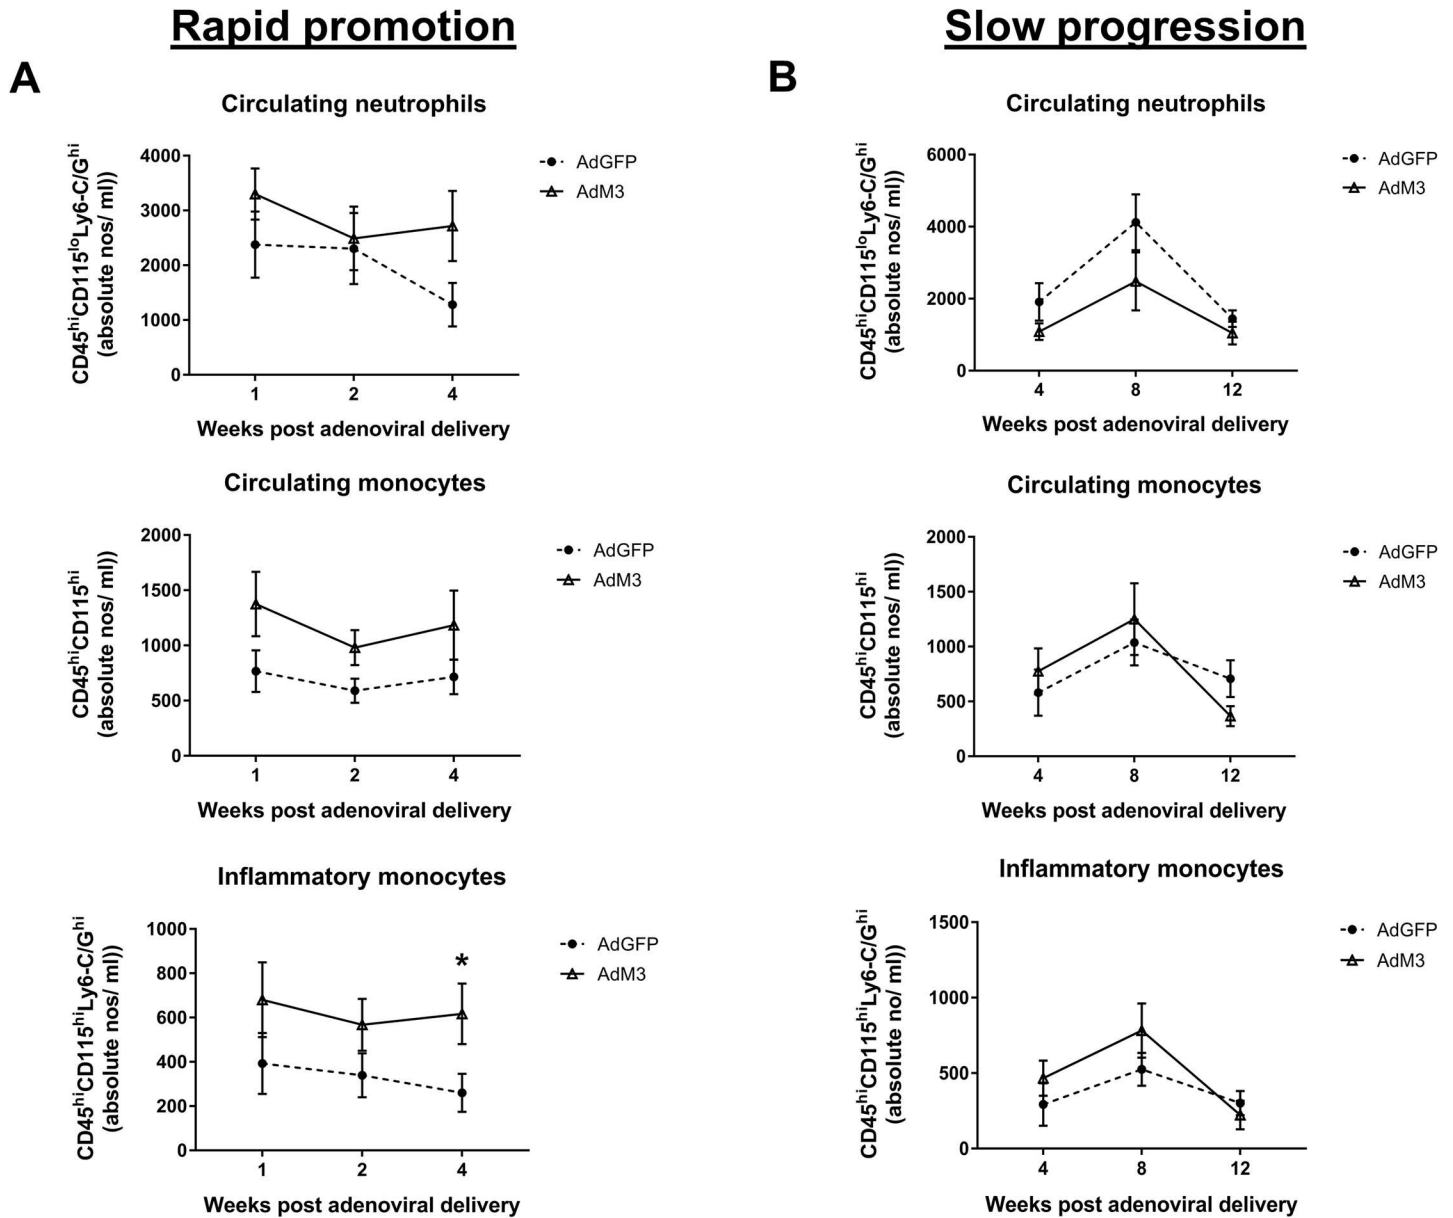 Rapid promotion
A
Circulating neutrophils
CD45hiCD115loLy6-C/Ghi
(absolute nos/ ml))
4000
3000
2000
1000
0
1 2 4
Weeks post adenoviral delivery
AdGFP
AdM3
Circulating monocytes
CD45hiCD115hi
(absolute nos/ ml))
2000
1500
1000
500
0
1 2 4
Weeks post adenoviral delivery
AdGFP
AdM3
Inflammatory monocytes
CD45hiCD115hiLy6-C/Ghi
(absolute nos/ ml))
1000
800
600
400
200
0
*
1 2 4
Weeks post adenoviral delivery
AdGFP
AdM3
Slow progression
B
Circulating neutrophils
CD45hiCD115loLy6-C/Ghi
(absolute nos/ ml))
6000
4000
2000
0
4 8 12
Weeks post adenoviral delivery
AdGFP
AdM3
Circulating monocytes
CD45hiCD115hi
(absolute nos/ ml))
2000
1500
1000
500
0
4 8 12
Weeks post adenoviral delivery
AdGFP
AdM3
Inflammatory monocytes
CD45hiCD115hiLy6-C/Ghi
(absolute no/ ml))
1500
1000
500
0
4 8 12
Weeks post adenoviral delivery
AdGFP
AdM3